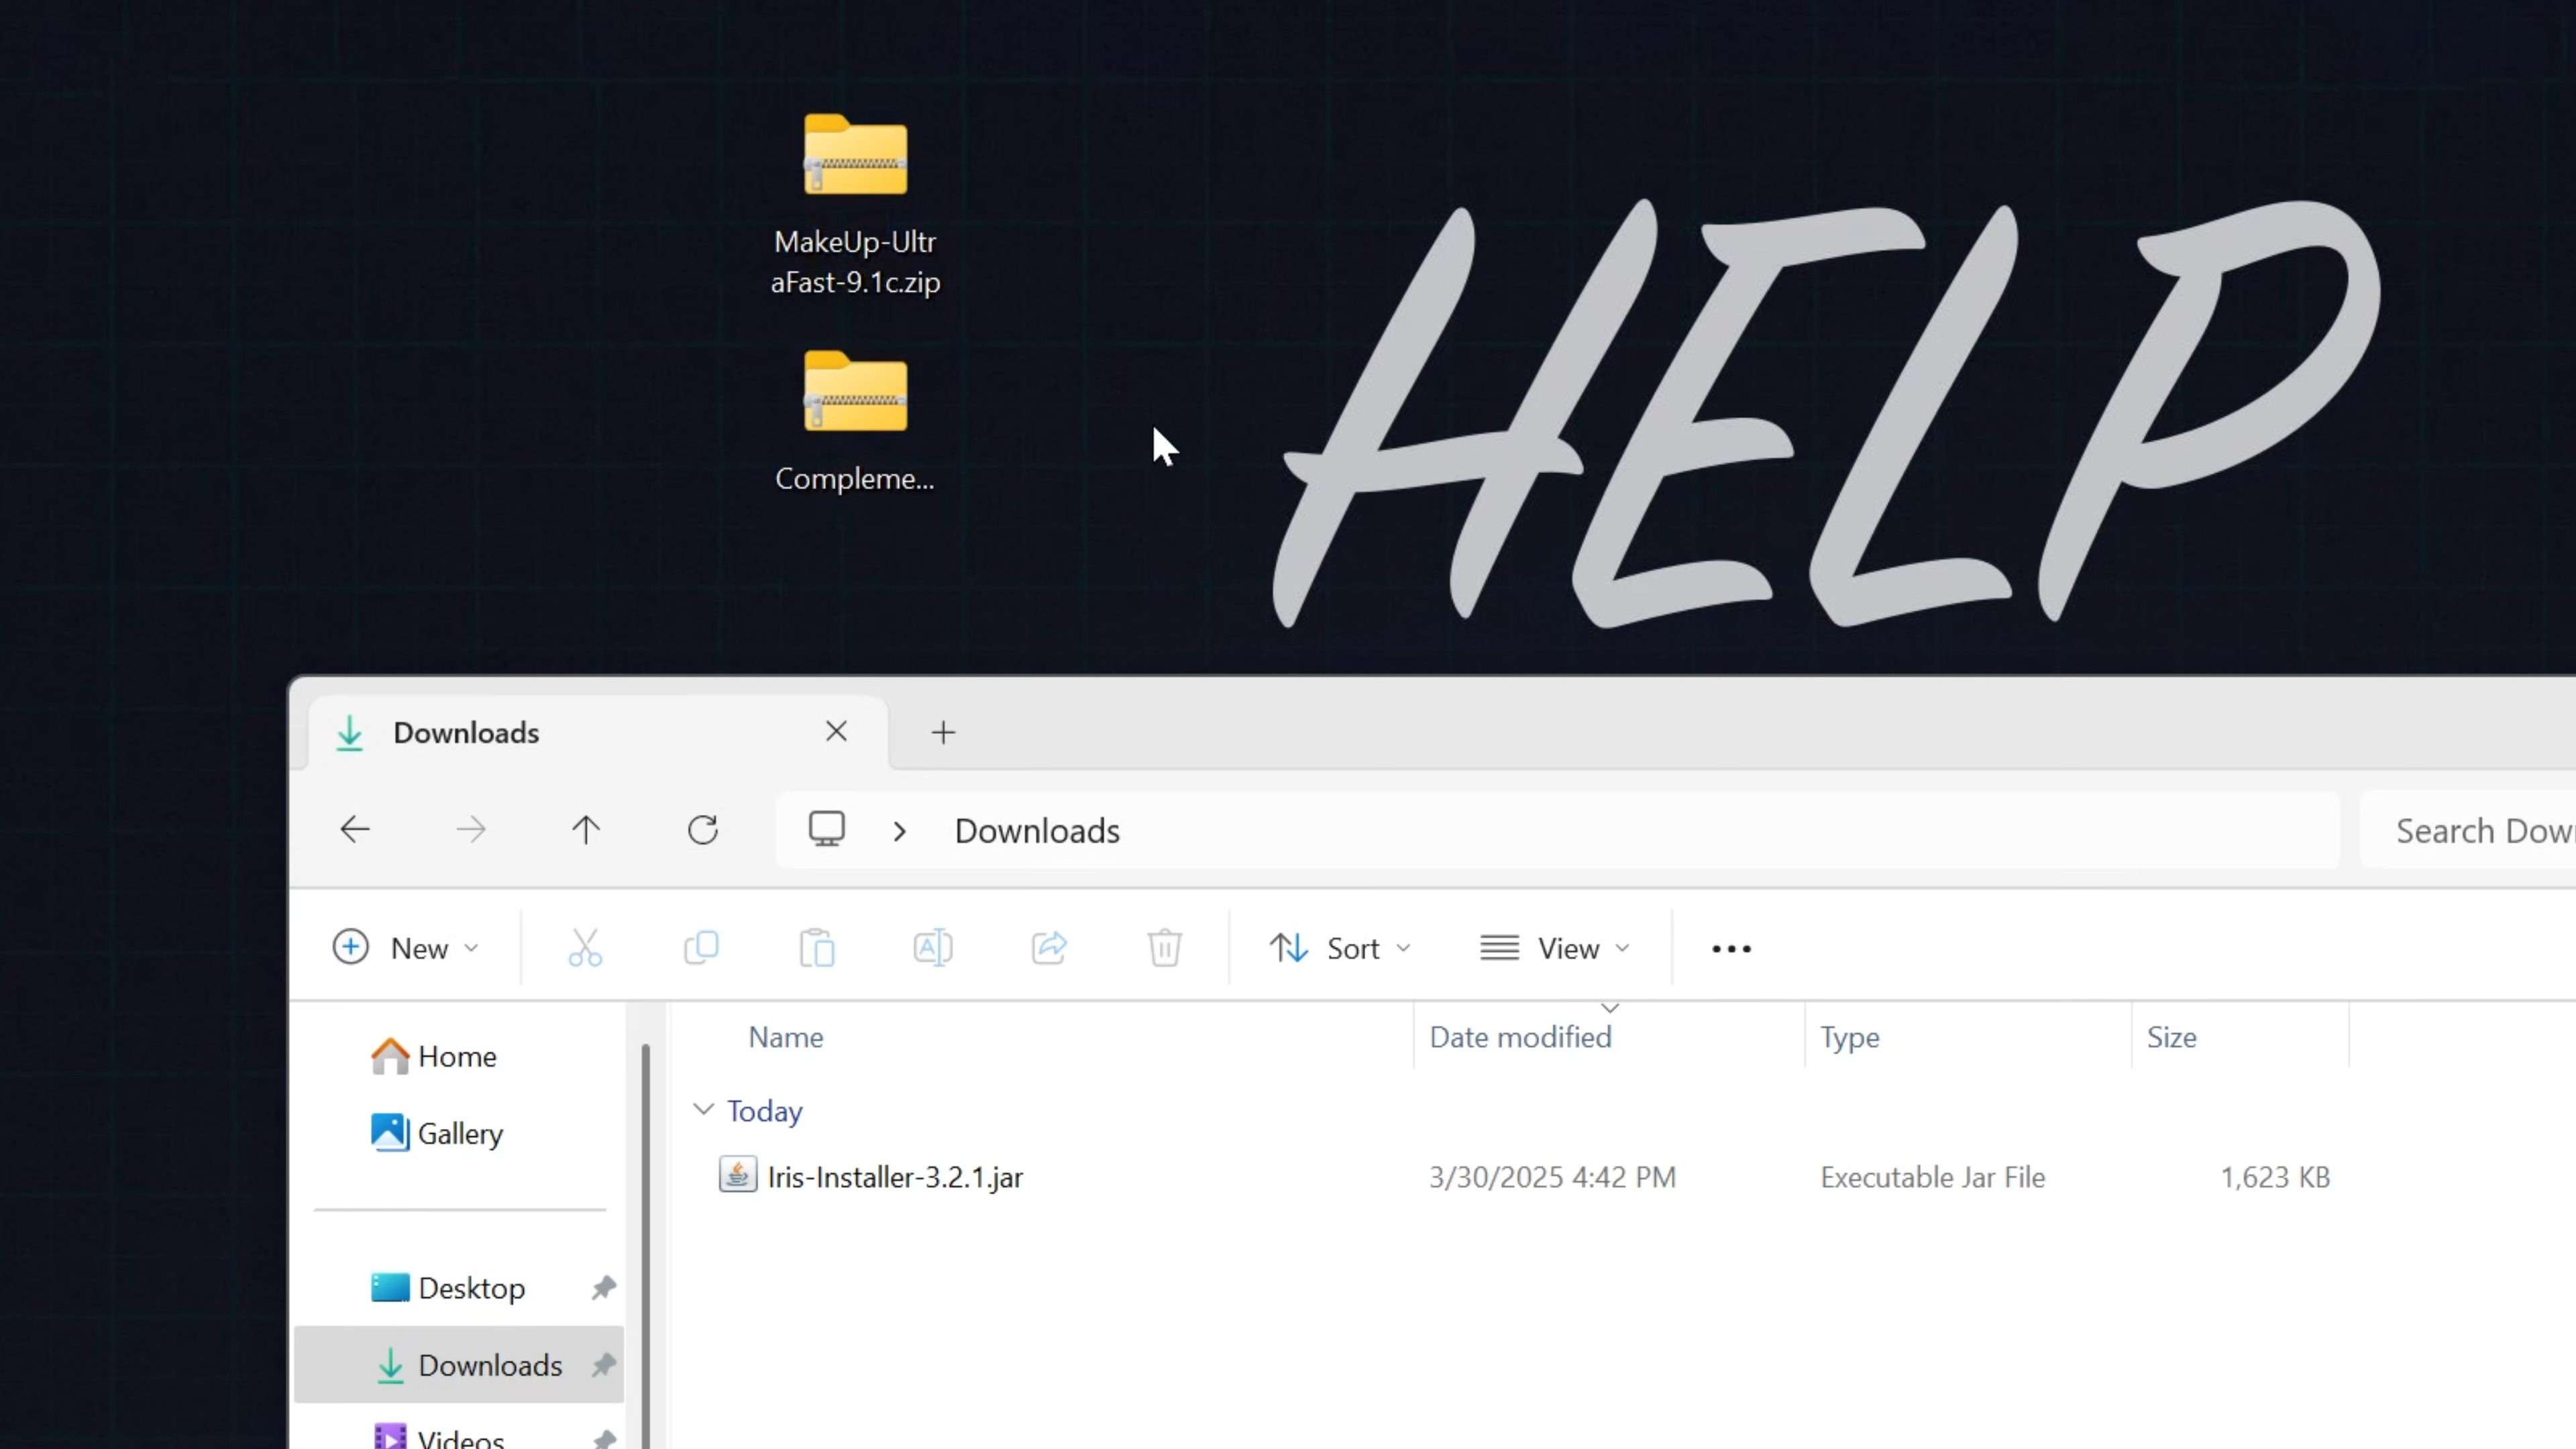 MakeUp-Ultr
aFast-9.1c.zip
Compleme...
HELP
Downloads
Downloads
Search Dow
New
Sort
View
Name
Date modified
Type
Size
Home
Gallery
Today
Iris-Installer-3.2.1.jar
3/30/2025 4:42 PM
Executable Jar File
1,623 KB
Desktop
Downloads
Videos